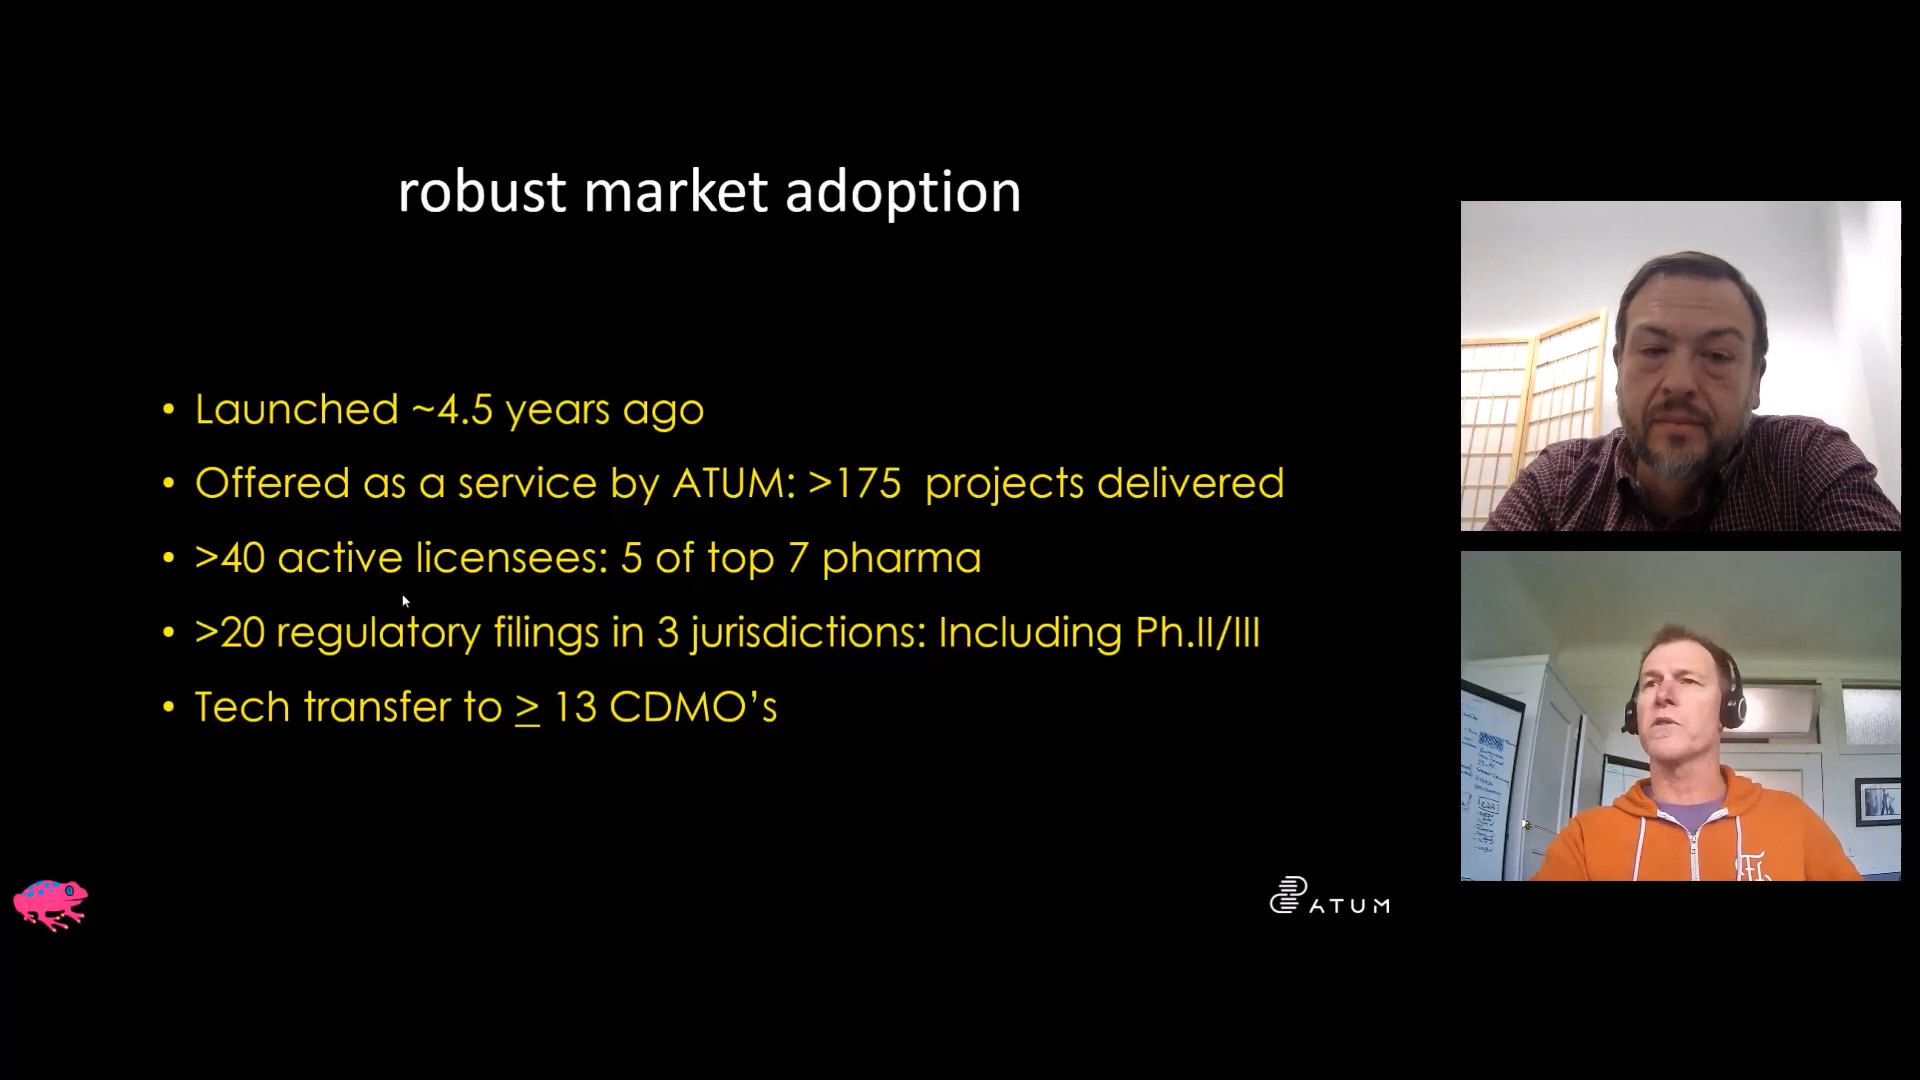 robust market adoption
• Launched ~4.5 years ago
• Offered as a service by ATUM: >175 projects delivered
• >40 active licensees: 5 of top 7 pharma
• >20 regulatory filings in 3 jurisdictions: Including Ph.II/III
• Tech transfer to ≥ 13 CDMO's
ATUM